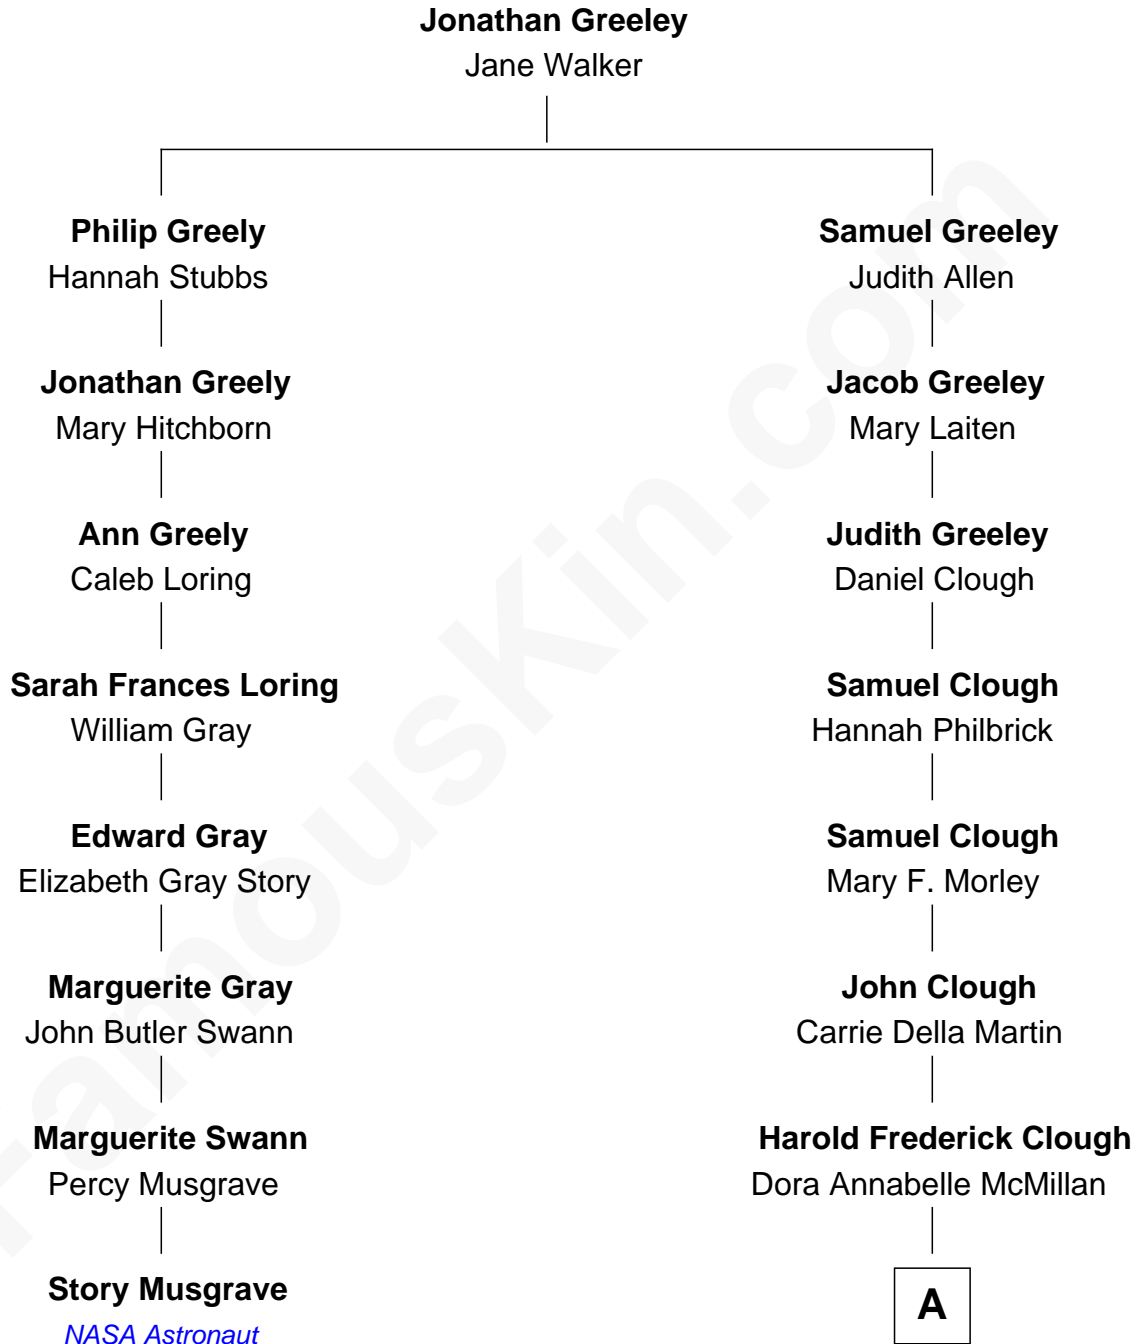 Jonathan Greeley
Jane Walker
Philip Greely
Hannah Stubbs
Samuel Greeley
Judith Allen
Jonathan Greely
Mary Hitchborn
Jacob Greeley
Mary Laiten
Ann Greely
Caleb Loring
Judith Greeley
Daniel Clough
Sarah Frances Loring
William Gray
Samuel Clough
Hannah Philbrick
Edward Gray
Elizabeth Gray Story
Samuel Clough
Mary F. Morley
Marguerite Gray
John Butler Swann
John Clough
Carrie Della Martin
Marguerite Swann
Percy Musgrave
Harold Frederick Clough
Dora Annabelle McMillan
Story Musgrave
NASA Astronaut
A
FamousKin.com